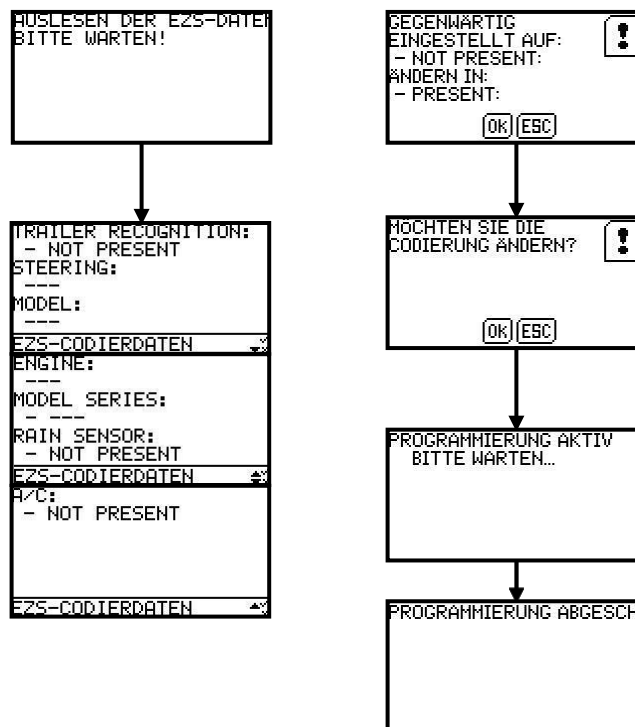 AUSLESEN DER EZS-DATEN
BITTE WARTEN!
TRAILER RECOGNITION:
- NOT PRESENT
STEERING:
---
MODEL:
---
EZS-CODIERDATEN
ENGINE:
---
MODEL SERIES:
- ---
RAIN SENSOR:
- NOT PRESENT
EZS-CODIERDATEN
A/C:
- NOT PRESENT
EZS-CODIERDATEN
GEGENWÄRTIG
EINGESTELLT AUF:
- NOT PRESENT:
ÄNDERN IN:
- PRESENT:
!
OK ESC
MÖCHTEN SIE DIE
CODIERUNG ÄNDERN?
!
OK ESC
PROGRAMMIERUNG AKTIV
BITTE WARTEN...
PROGRAMMIERUNG ABGESCH